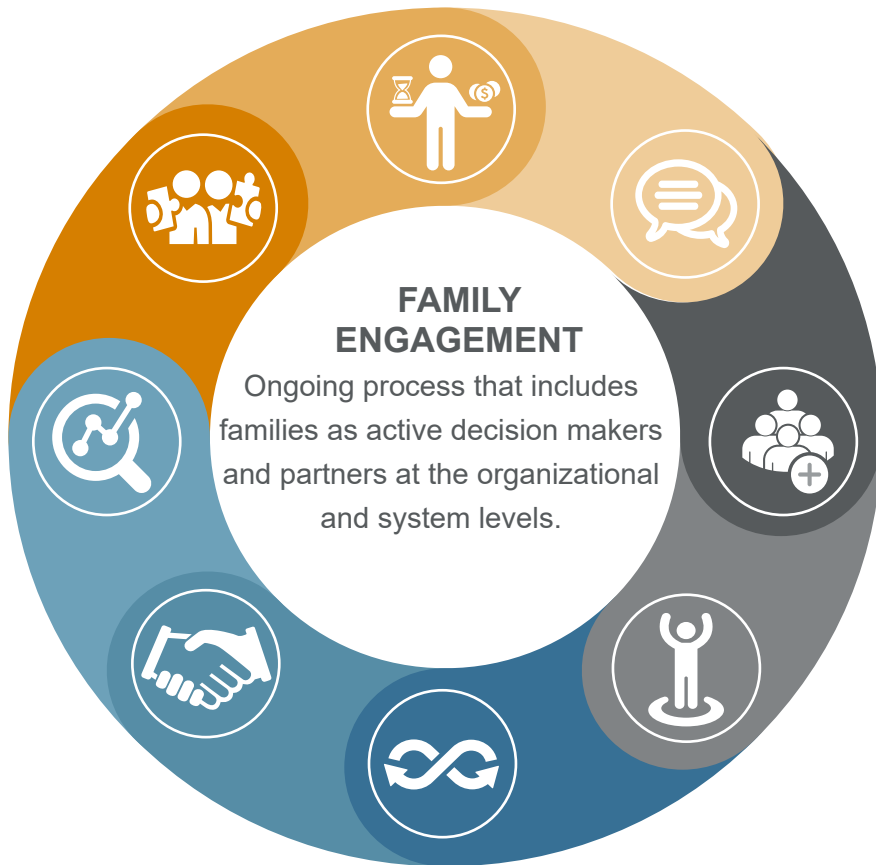 $
FAMILY
ENGAGEMENT
Ongoing process that includes
families as active decision makers
and partners at the organizational
and system levels.